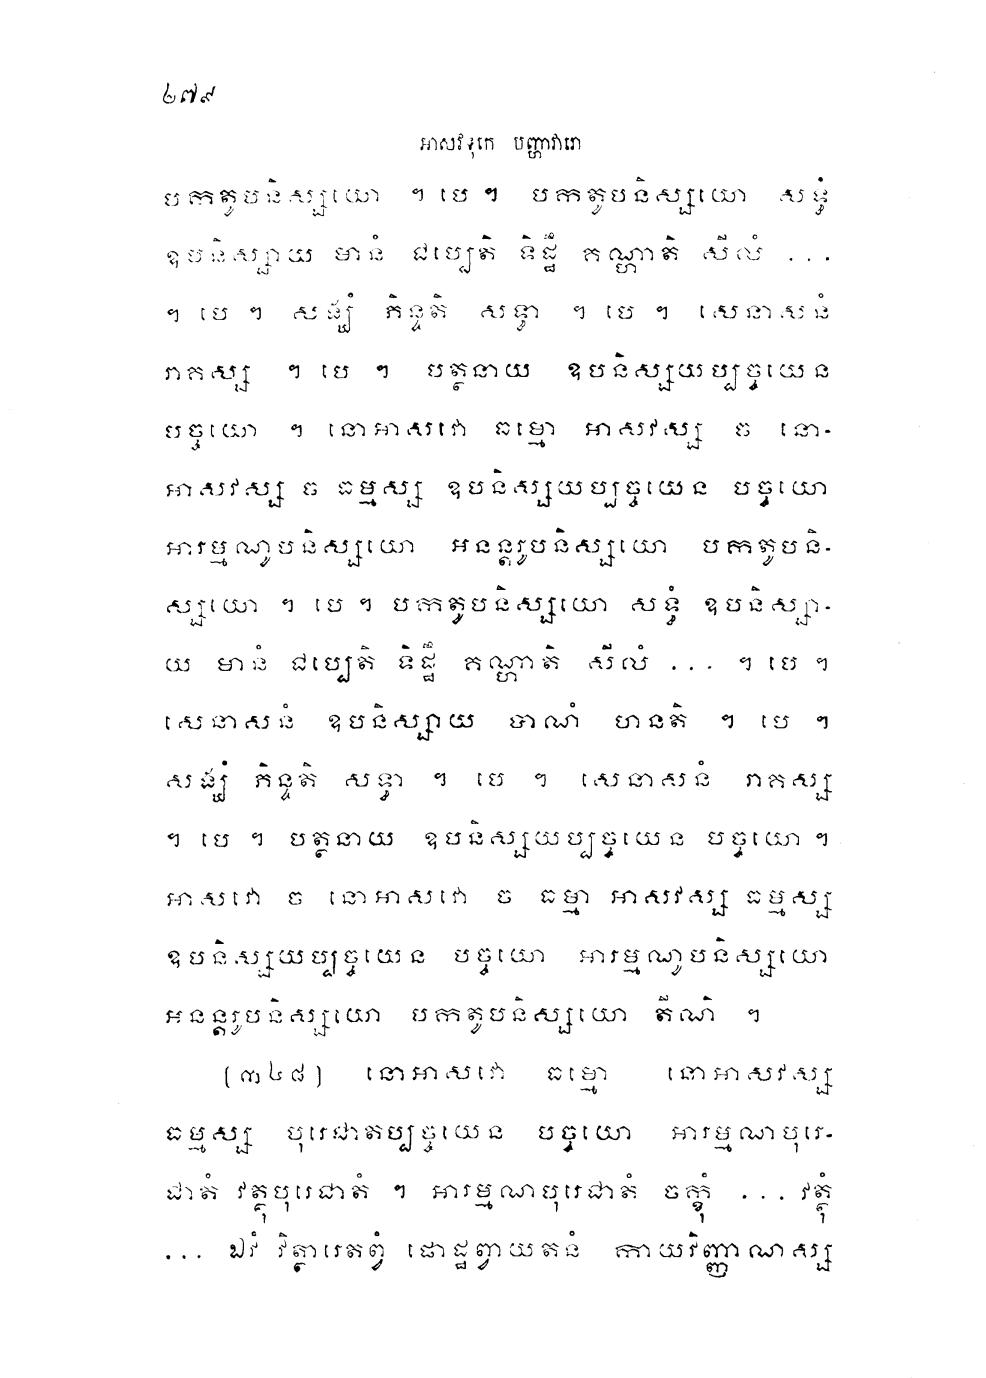 ៤៧៩
អាសវទុកេ បញ្ហាវារោ
បកតូបនិស្សយោ ។ បេ ។ បកតូបនិស្សយោ សទ្ធំ
ឧបនិស្សាយ មានំ ជប្បេតិ ទិដ្ឋឹ គណ្ហាតិ សីលំ ...
។ បេ ។ សង្ឃំ ភិន្ទតិ សទ្ធា ។ បេ ។ សេនាសនំ
រាគស្ស ។ បេ ។ បត្ថនាយ ឧបនិស្សយប្បច្ចយេន
បច្ចយោ ។ នោអាសវោ ធម្មោ អាសវស្ស ច នោ-
អាសវស្ស ច ធម្មស្ស ឧបនិស្សយប្បច្ចយេន បច្ចយោ
អារម្មណូបនិស្សយោ អនន្តរូបនិស្សយោ បកតូបនិ-
ស្សយោ ។ បេ ។ បកតូបនិស្សយោ សទ្ធំ ឧបនិស្សា-
យ មានំ ជប្បេតិ ទិដ្ឋឹ គណ្ហាតិ សីលំ ... ។ បេ ។
សេនាសនំ ឧបនិស្សាយ បាណំ ហនតិ ។ បេ ។
សង្ឃំ ភិន្ទតិ សទ្ធា ។ បេ ។ សេនាសនំ រាគស្ស
។ បេ ។ បត្ថនាយ ឧបនិស្សយប្បច្ចយេន បច្ចយោ ។
អាសវោ ច នោអាសវោ ច ធម្មា អាសវស្ស ធម្មស្ស
ឧបនិស្សយប្បច្ចយេន បច្ចយោ អារម្មណូបនិស្សយោ
អនន្តរូបនិស្សយោ បកតូបនិស្សយោ តីណិ ។
[៣៤៨] នោអាសវោ ធម្មោ នោអាសវស្ស
ធម្មស្ស បុរេជាតប្បច្ចយេន បច្ចយោ អារម្មណបុរេ-
ជាតំ វត្ថុបុរេជាតំ ។ អារម្មណបុរេជាតំ ចក្ខុំ ... វត្ថុំ
... ឯវំ វិត្ថារេតព្វំ ផោដ្ឋព្វាយតនំ កាយវិញ្ញាណស្ស